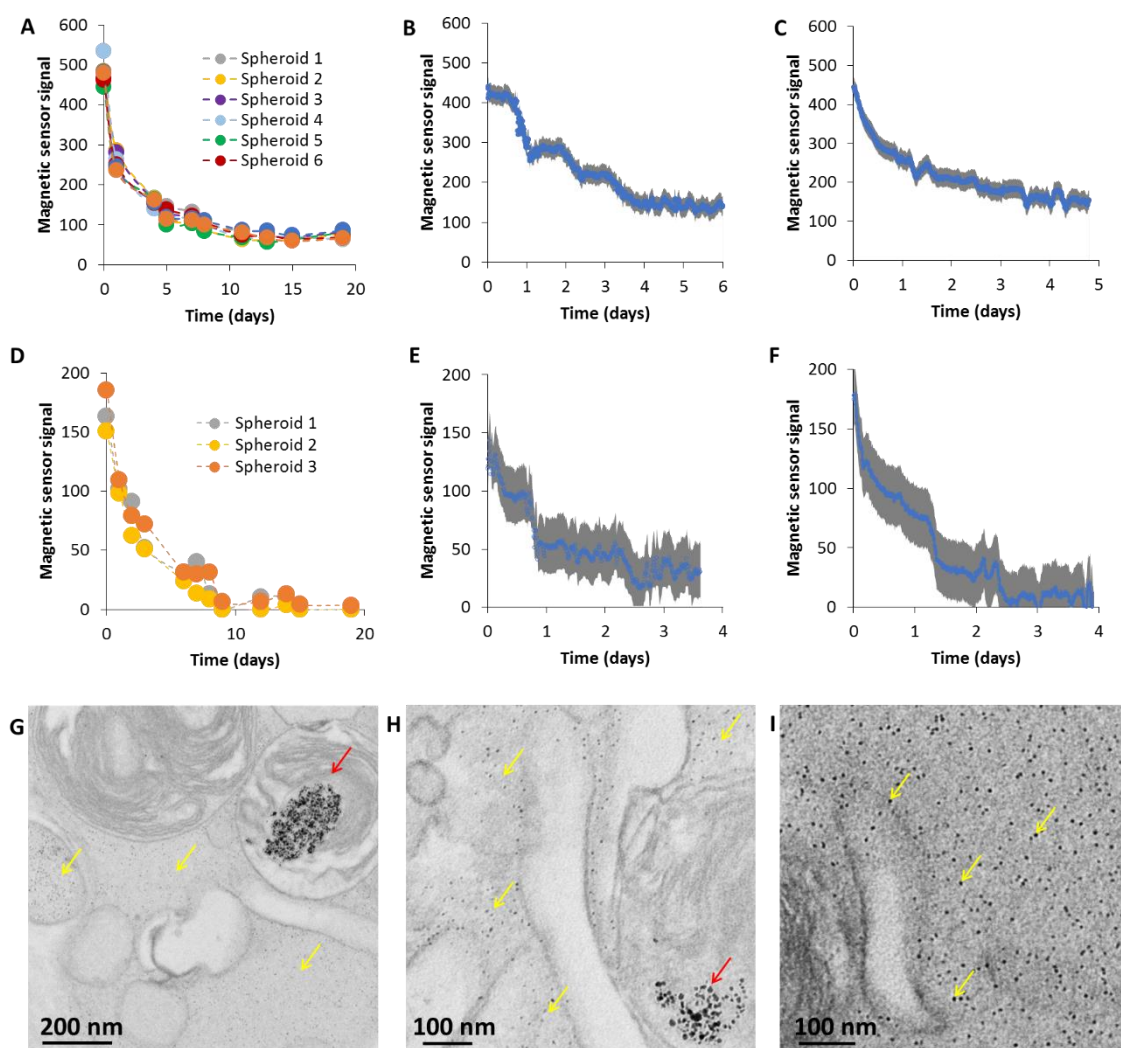 A
Magnetic sensor signal
600
500
400
300
200
100
0
0 5 10 15 20
Time (days)
Spheroid 1
Spheroid 2
Spheroid 3
Spheroid 4
Spheroid 5
Spheroid 6
B
Magnetic sensor signal
600
500
400
300
200
100
0
0 1 2 3 4 5 6
Time (days)
C
Magnetic sensor signal
600
500
400
300
200
100
0
0 1 2 3 4 5
Time (days)
D
Magnetic sensor signal
200
150
100
50
0
0 10 20
Time (days)
Spheroid 1
Spheroid 2
Spheroid 3
E
Magnetic sensor signal
200
150
100
50
0
0 1 2 3 4
Time (days)
F
Magnetic sensor signal
200
150
100
50
0
0 1 2 3 4
Time (days)
G
200 nm
H
100 nm
I
100 nm